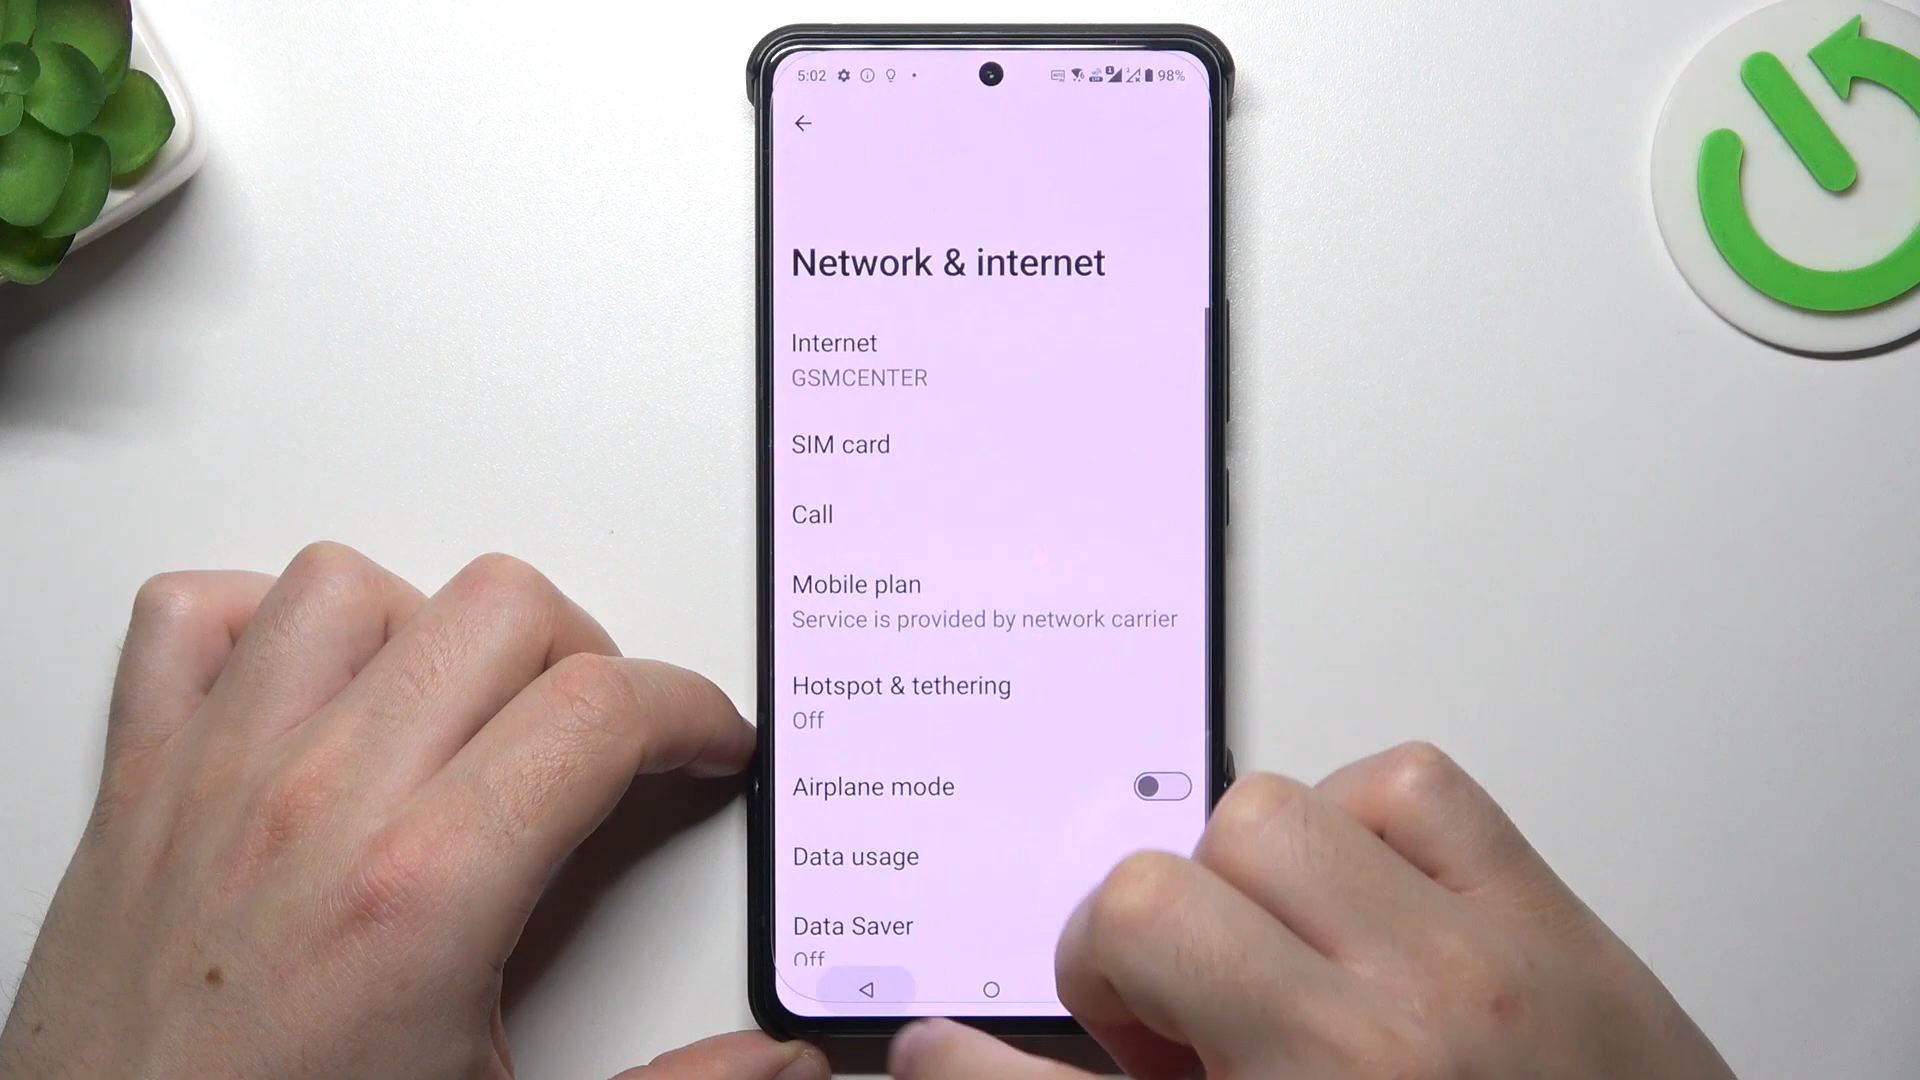 5:02 98%
Network & internet
Internet
GSMCENTER
SIM card
Call
Mobile plan
Service is provided by network carrier
Hotspot & tethering
Off
Airplane mode
Data usage
Data Saver
Off